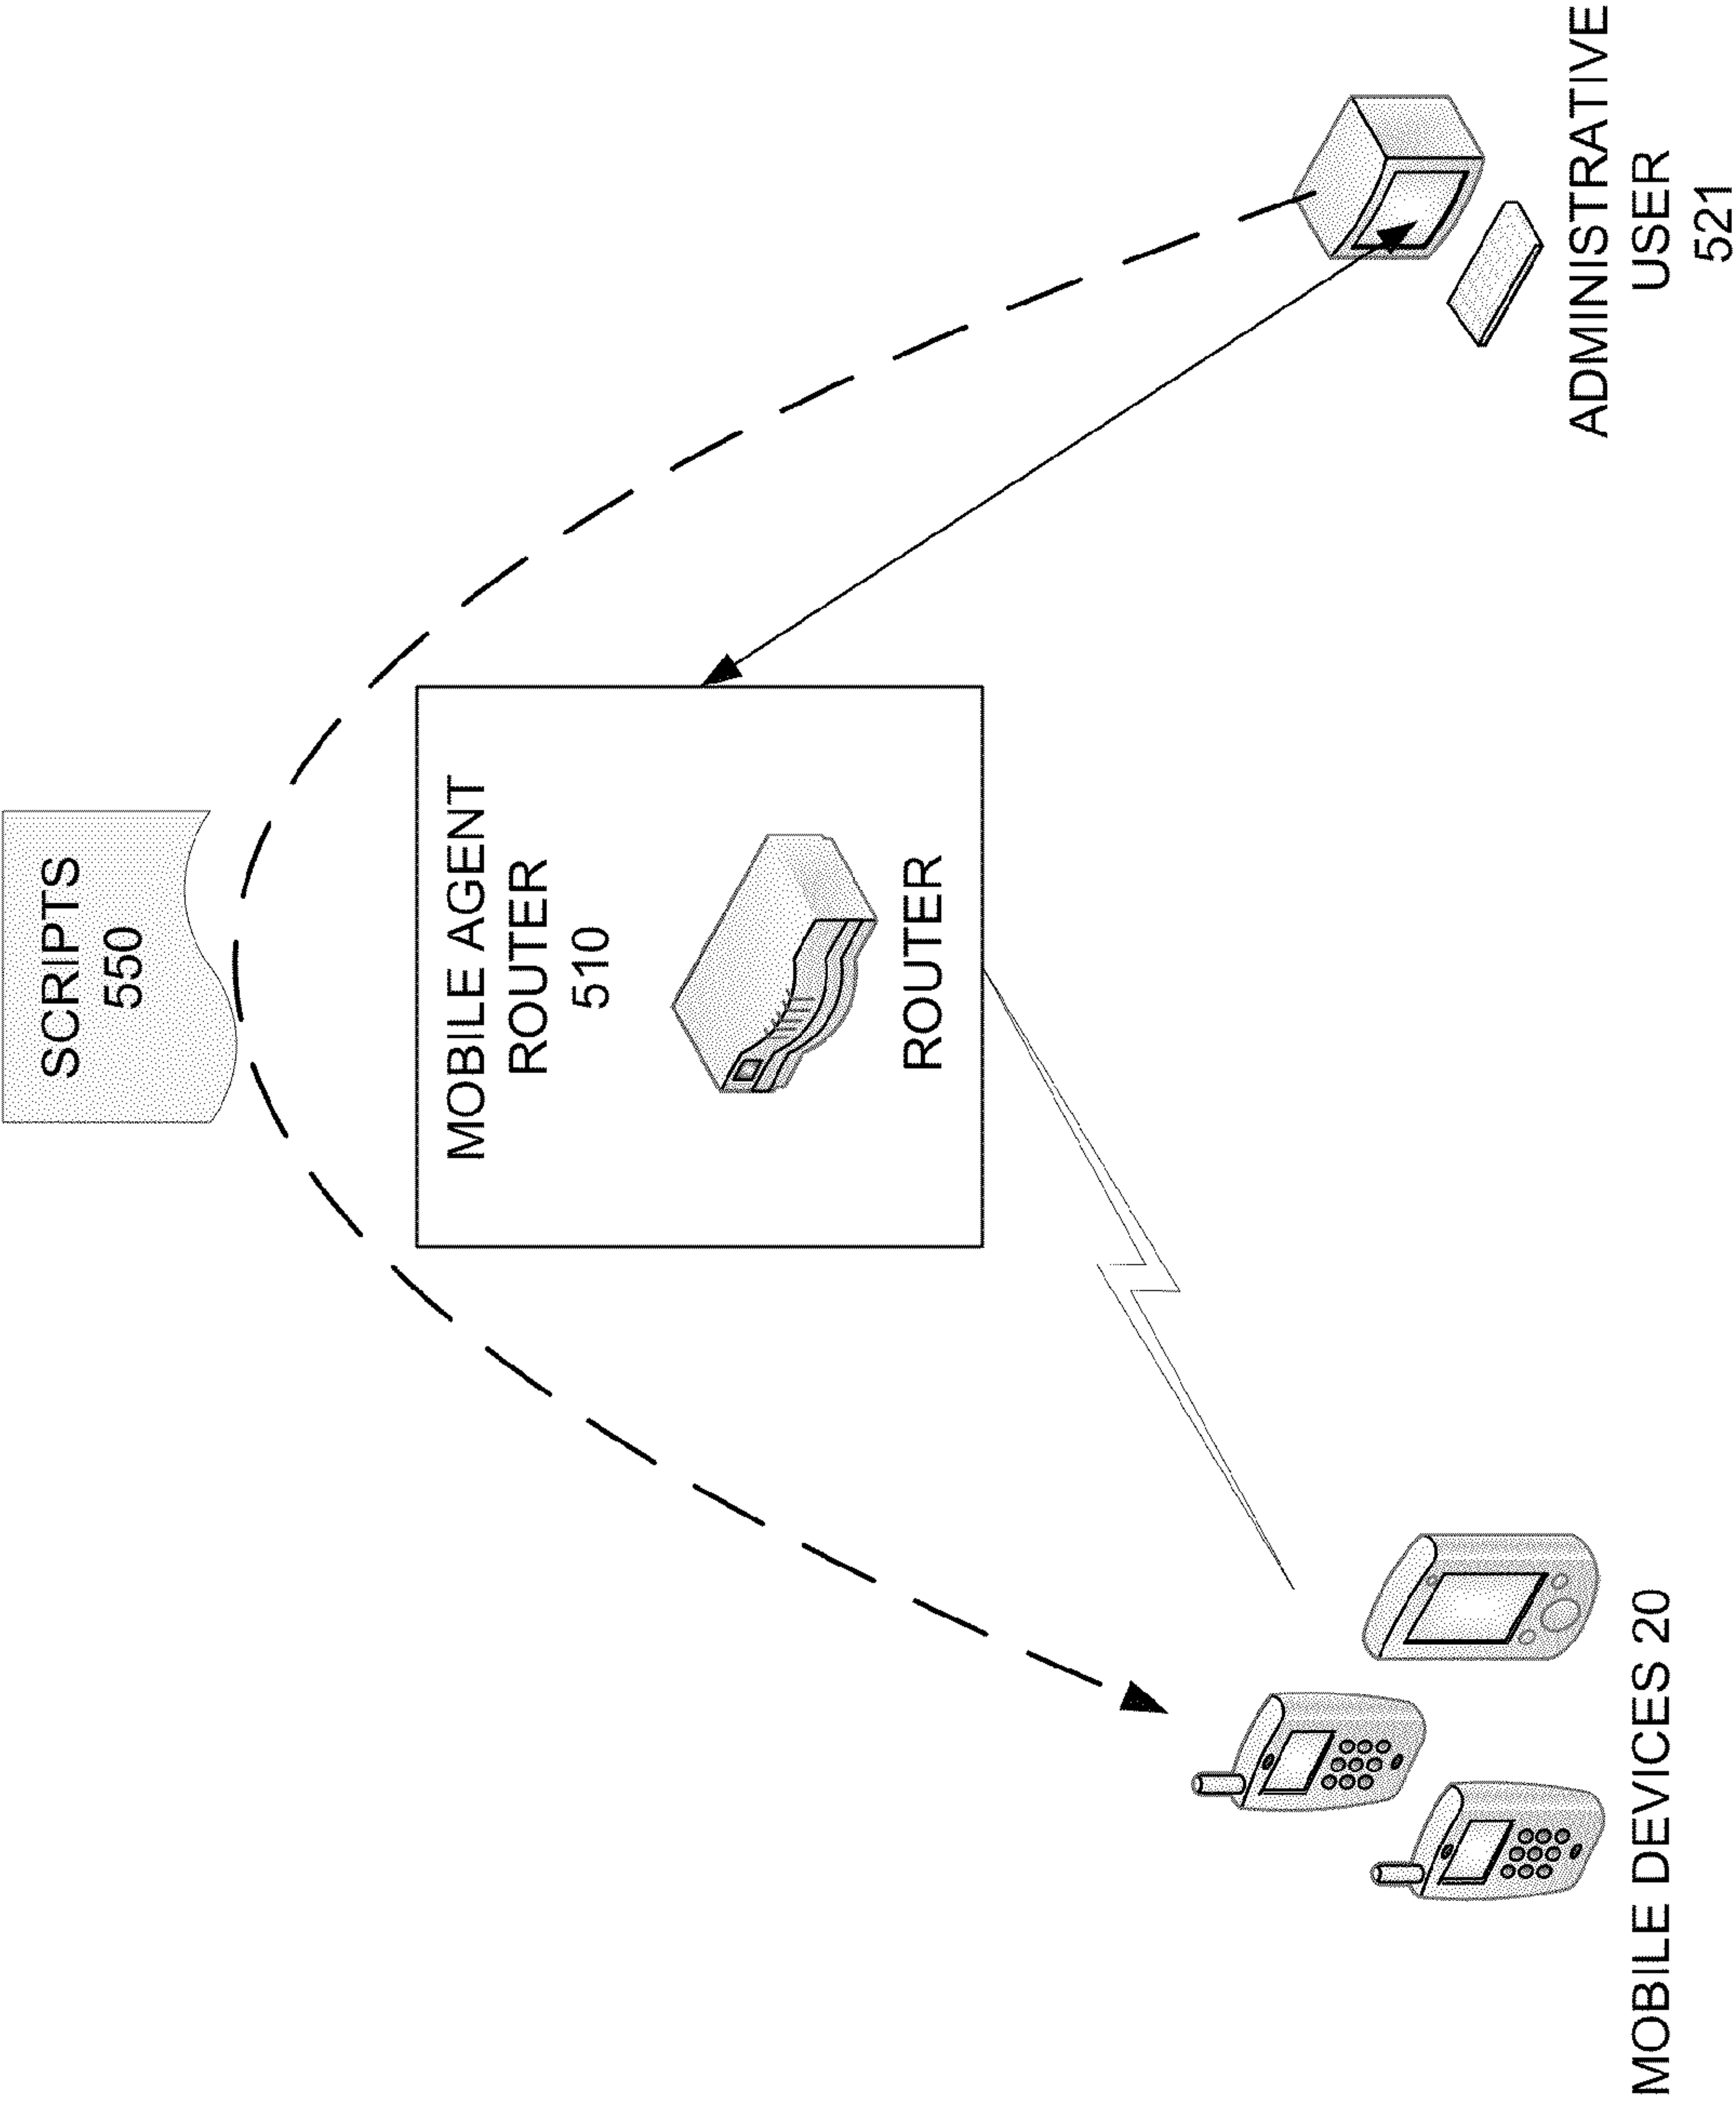 SCRIPTS
550
MOBILE AGENT
ROUTER
510
ROUTER
MOBILE DEVICES 20
ADMINISTRATIVE
USER
521